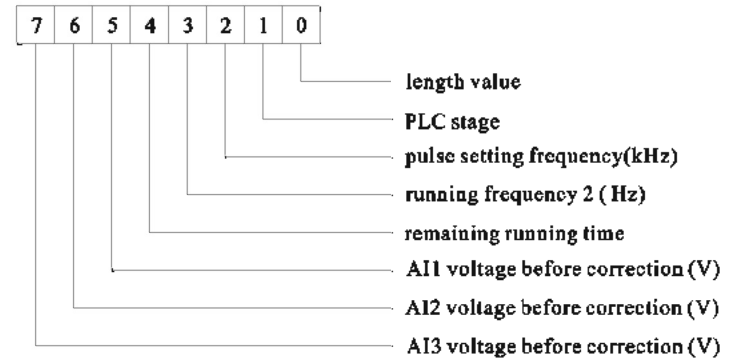 7 6 5 4 3 2 1 0
length value
PLC stage
pulse setting frequency(kHz)
running frequency 2 ( Hz)
remaining running time
AI1 voltage before correction (V)
AI2 voltage before correction (V)
AI3 voltage before correction (V)